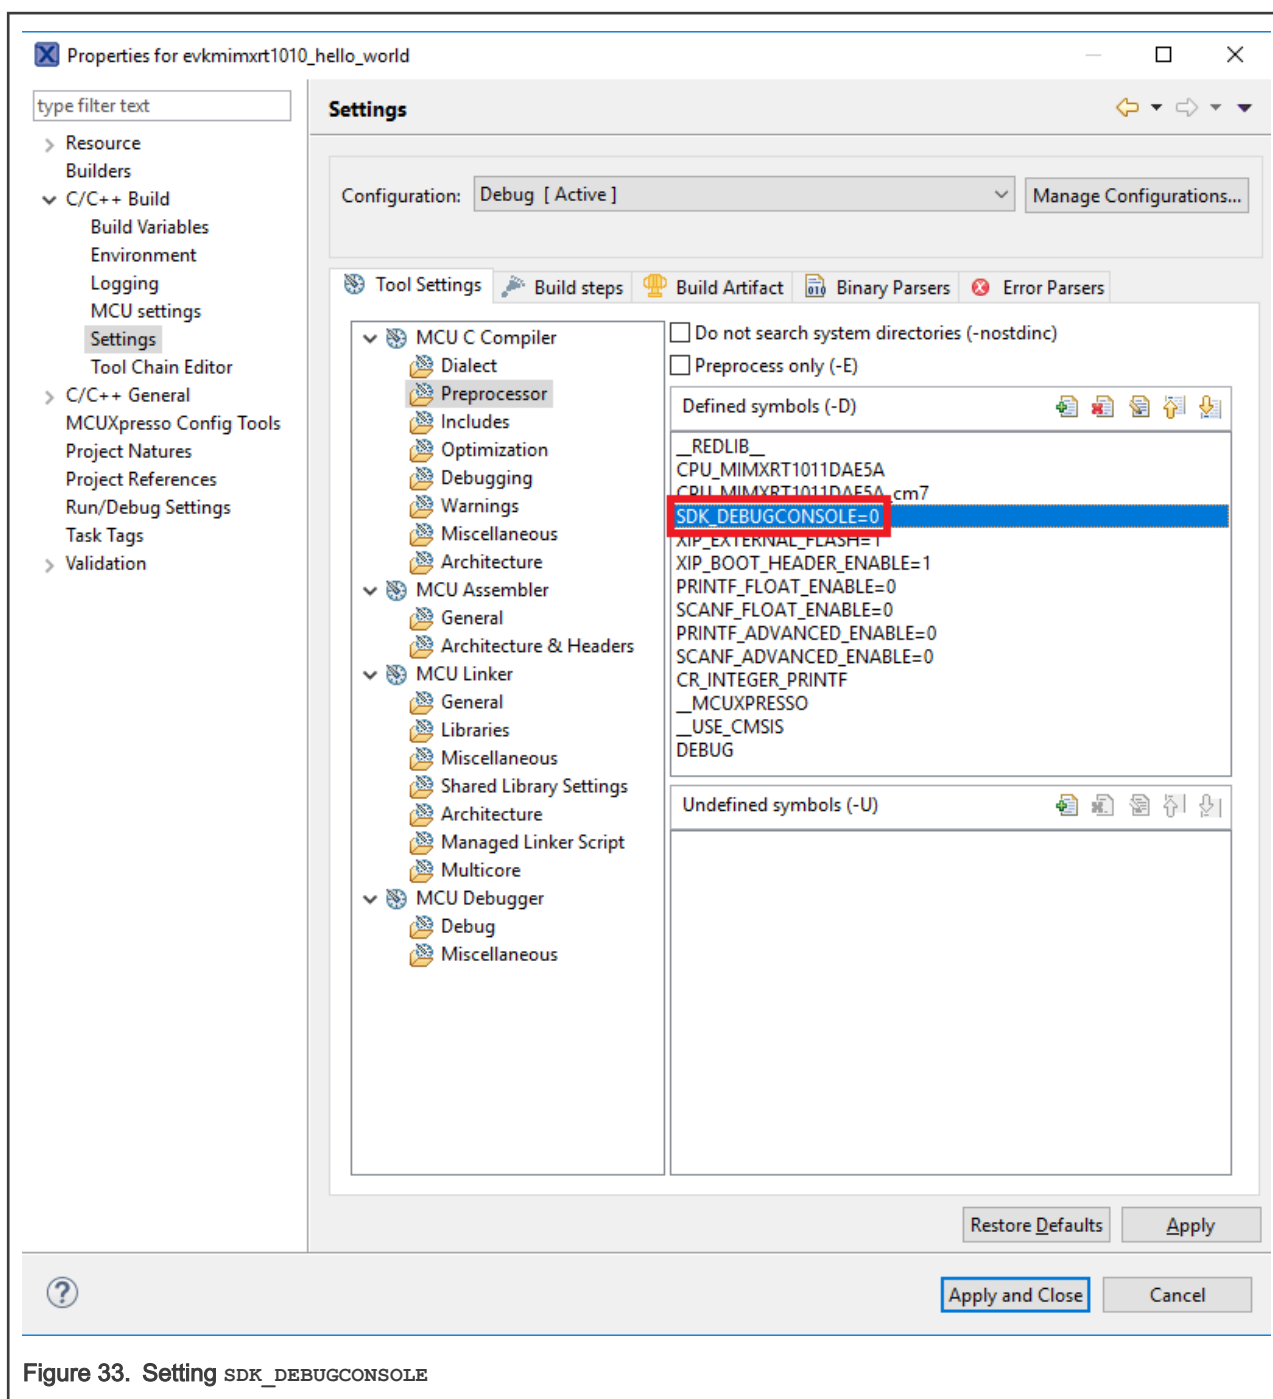 Properties for evkmimxrt1010_hello_world
type filter text
Resource
Builders
C/C++ Build
Build Variables
Environment
Logging
MCU settings
Settings
Tool Chain Editor
C/C++ General
MCUXpresso Config Tools
Project Natures
Project References
Run/Debug Settings
Task Tags
Validation
Settings
Configuration:
Debug [ Active ]
Manage Configurations...
Tool Settings
Build steps
Build Artifact
Binary Parsers
Error Parsers
MCU C Compiler
Dialect
Preprocessor
Includes
Optimization
Debugging
Warnings
Miscellaneous
Architecture
MCU Assembler
General
Architecture & Headers
MCU Linker
General
Libraries
Miscellaneous
Shared Library Settings
Architecture
Managed Linker Script
Multicore
MCU Debugger
Debug
Miscellaneous
Do not search system directories (-nostdinc)
Preprocess only (-E)
Defined symbols (-D)
__REDLIB__
CPU_MIMXRT1011DAE5A
CPU_MIMXRT1011DAE5A_cm7
SDK_DEBUGCONSOLE=0
XIP_EXTERNAL_FLASH=1
XIP_BOOT_HEADER_ENABLE=1
PRINTF_FLOAT_ENABLE=0
SCANF_FLOAT_ENABLE=0
PRINTF_ADVANCED_ENABLE=0
SCANF_ADVANCED_ENABLE=0
CR_INTEGER_PRINTF
__MCUXPRESSO
__USE_CMSIS
DEBUG
Undefined symbols (-U)
Restore Defaults
Apply
Apply and Close
Cancel
Figure 33. Setting SDK_DEBUGCONSOLE